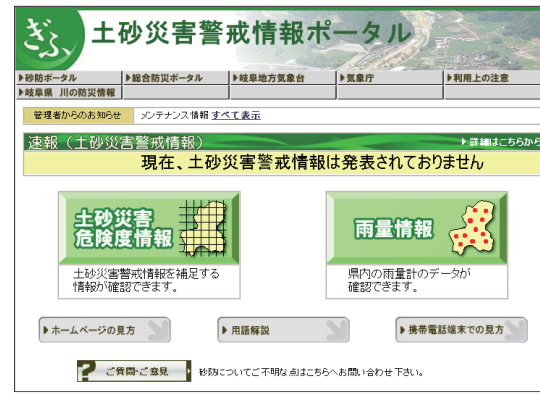 ぎふ 土砂災害警戒情報ポータル
砂防ポータル 総合防災ポータル 岐阜地方気象台 気象庁 利用上の注意
岐阜県 川の防災情報
管理者からのお知らせ メンテナンス情報 すべて表示
速報(土砂災害警戒情報) 詳細はこちらから
現在、土砂災害警戒情報は発表されておりません
土砂災害
危険度情報
雨量情報
土砂災害警戒情報を補足する
情報が確認できます。
県内の雨量計のデータが
確認できます。
ホームページの見方 用語解説 携帯電話端末での見方
? ご質問・ご意見 砂防についてご不明な点はこちらへお問い合わせ下さい。